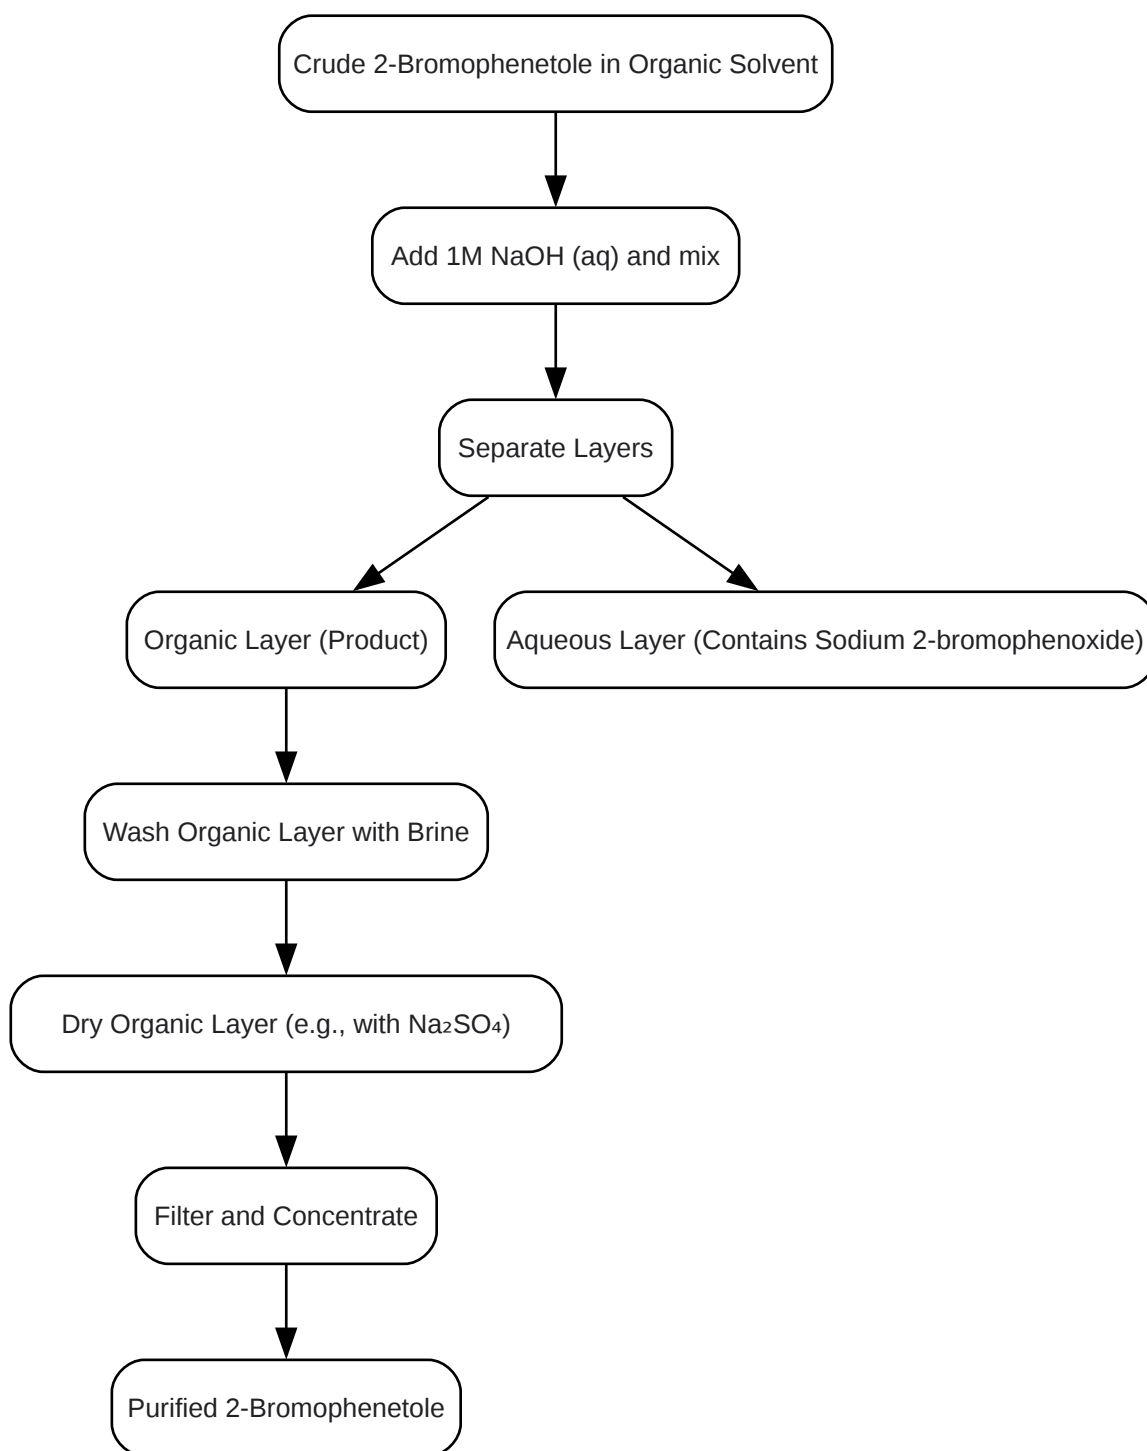 Crude 2-Bromophenetole in Organic Solvent
Add 1M NaOH (aq) and mix
Separate Layers
Organic Layer (Product)
Aqueous Layer (Contains Sodium 2-bromophenoxide)
Wash Organic Layer with Brine
Dry Organic Layer (e.g., with Na₂SO₄)
Filter and Concentrate
Purified 2-Bromophenetole